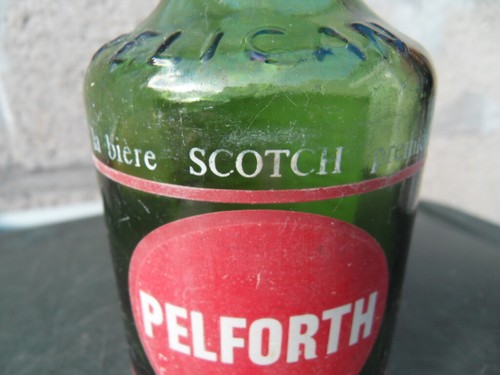 PELICAN
la bière SCOTCH
PELFORTH